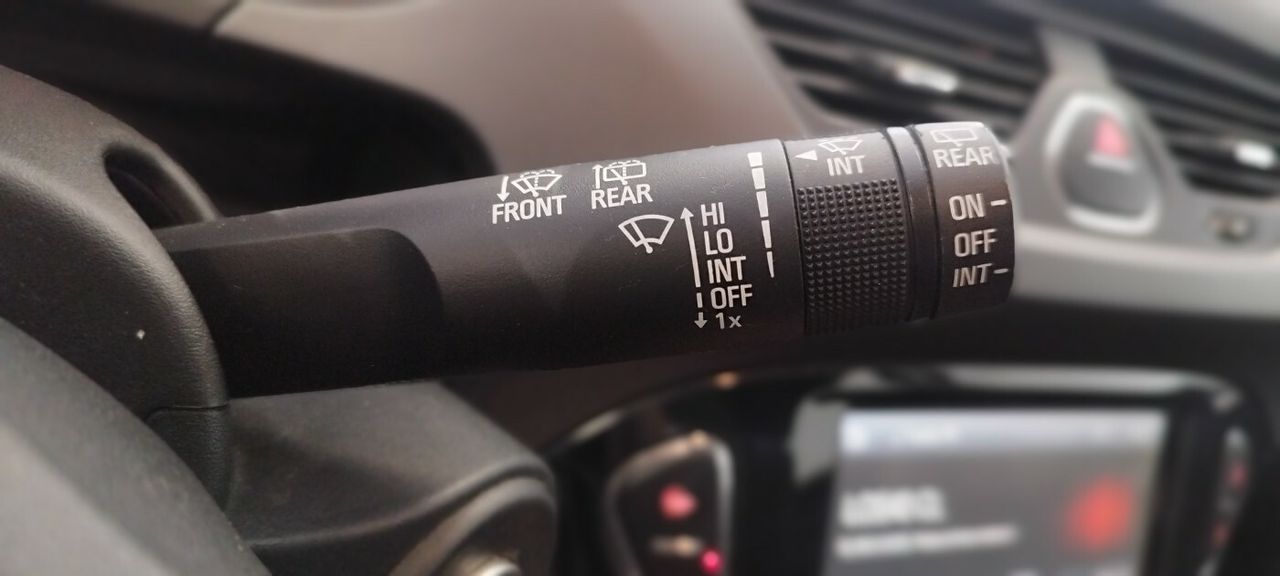 FRONT
REAR
HI
LO
INT
OFF
1x
INT
REAR
ON
OFF
INT